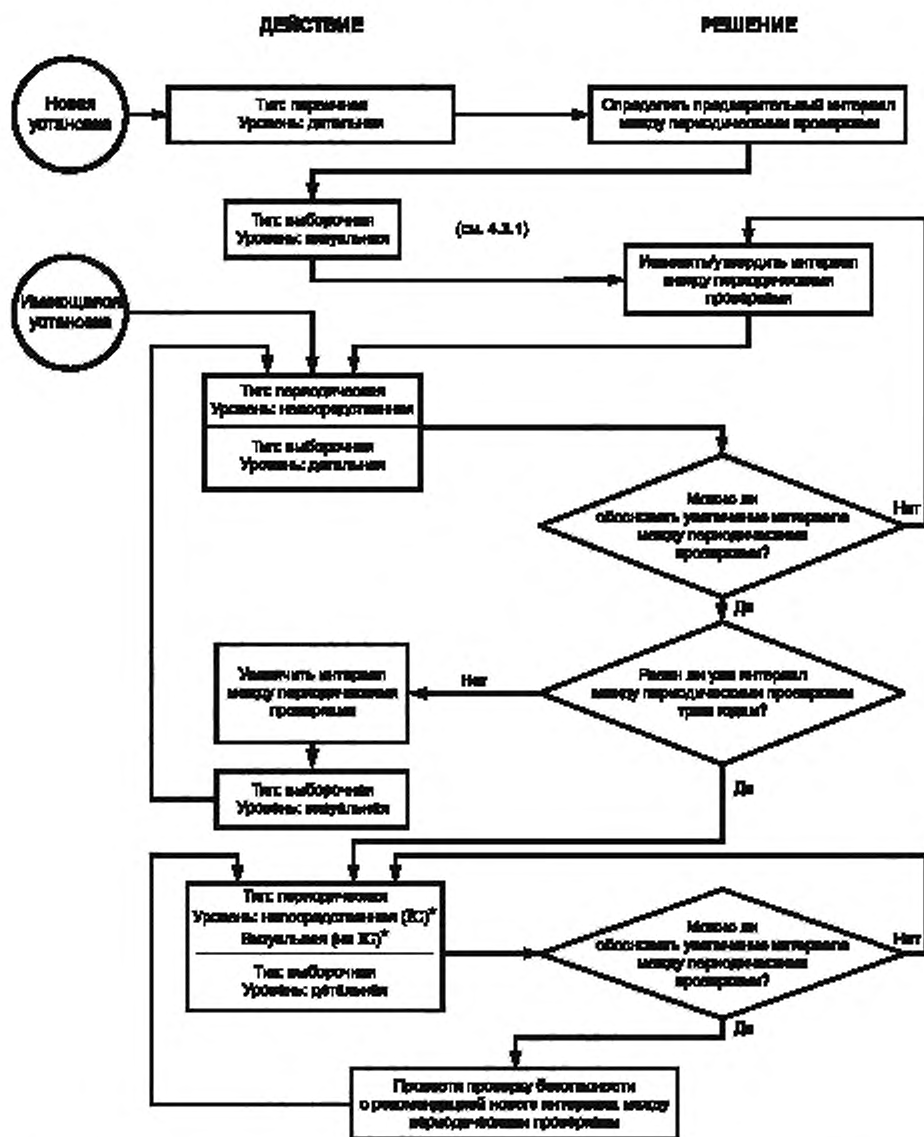 ДЕЙСТВИЕ
РЕШЕНИЕ
Новая
установка
Тип: первичная
Уровень: детальная
Определить предварительный интервал
между периодическими проверками
Тип: выборочная
Уровень: визуальная
(см. 4.3.1)
Изменить/утвердить интервал
между периодическими
проверками
Имеющаяся
установка
Тип: периодическая
Уровень: непосредственная
Тип: выборочная
Уровень: детальная
Можно ли
обосновать увеличение интервала
между периодическими
проверками?
Нет
Да
Равен ли уже интервал
между периодическими проверками
трем годам?
Нет
Увеличить интервал
между периодическими
проверками
Да
Тип: выборочная
Уровень: визуальная
Тип: периодическая
Уровень: непосредственная (IC)*
Визуальная (не IC)*
Тип: выборочная
Уровень: детальная
Можно ли
обосновать увеличение интервала
между периодическими
проверками?
Нет
Да
Провести проверку безопасности
с рекомендацией нового интервала между
периодическими проверками